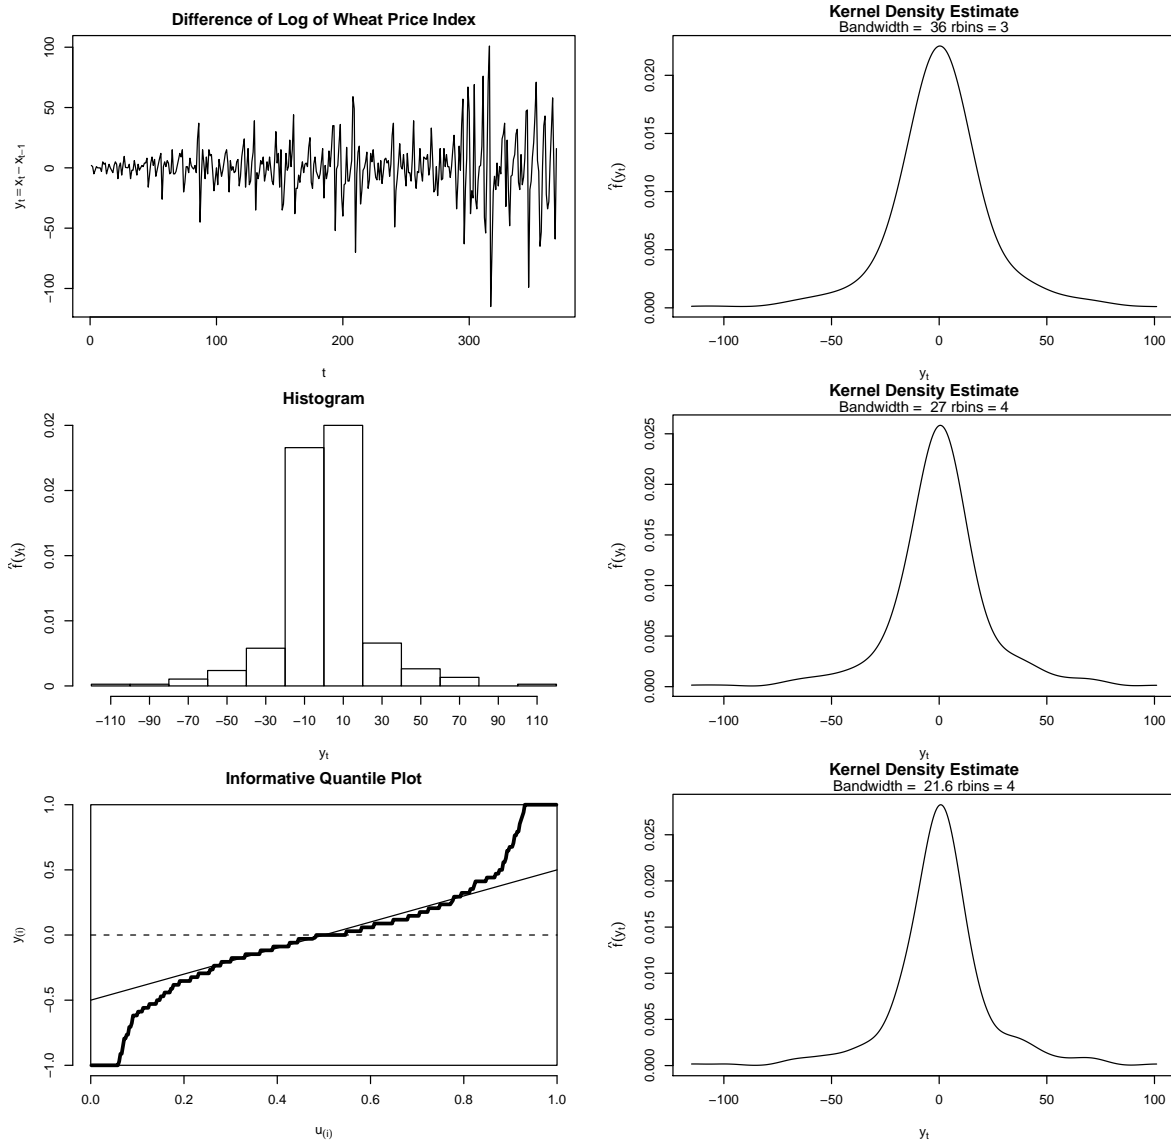 Difference of Log of Wheat Price Index
y_t = x_t − x_{t−1}
100
50
0
−50
−100
0 100 200 300
t
Kernel Density Estimate
Bandwidth = 36 rbins = 3
f̂(y_t)
0.020
0.015
0.010
0.005
0.000
−100 −50 0 50 100
y_t
Histogram
f̂(y_t)
0.02
0.02
0.01
0.01
0
−110 −90 −70 −50 −30 −10 10 30 50 70 90 110
y_t
Kernel Density Estimate
Bandwidth = 27 rbins = 4
f̂(y_t)
0.025
0.020
0.015
0.010
0.005
0.000
−100 −50 0 50 100
y_t
Informative Quantile Plot
y_(i)
1.0
0.5
0.0
−0.5
−1.0
0.0 0.2 0.4 0.6 0.8 1.0
u_(i)
Kernel Density Estimate
Bandwidth = 21.6 rbins = 4
f̂(y_t)
0.025
0.020
0.015
0.010
0.005
0.000
−100 −50 0 50 100
y_t